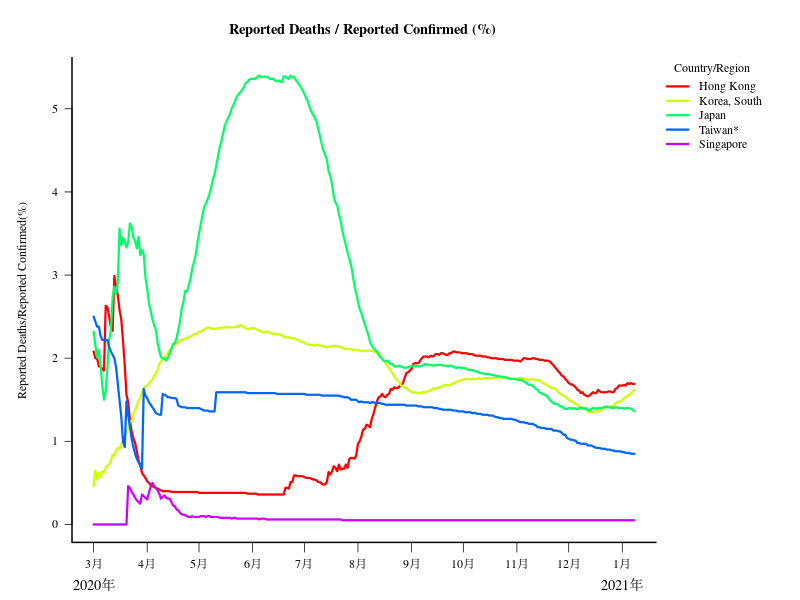 Reported Deaths / Reported Confirmed (%)
Country/Region
Hong Kong
Korea, South
Japan
Taiwan*
Singapore
Reported Deaths/Reported Confirmed(%)
5
4
3
2
1
0
3月 4月 5月 6月 7月 8月 9月 10月 11月 12月 1月
2020年 2021年